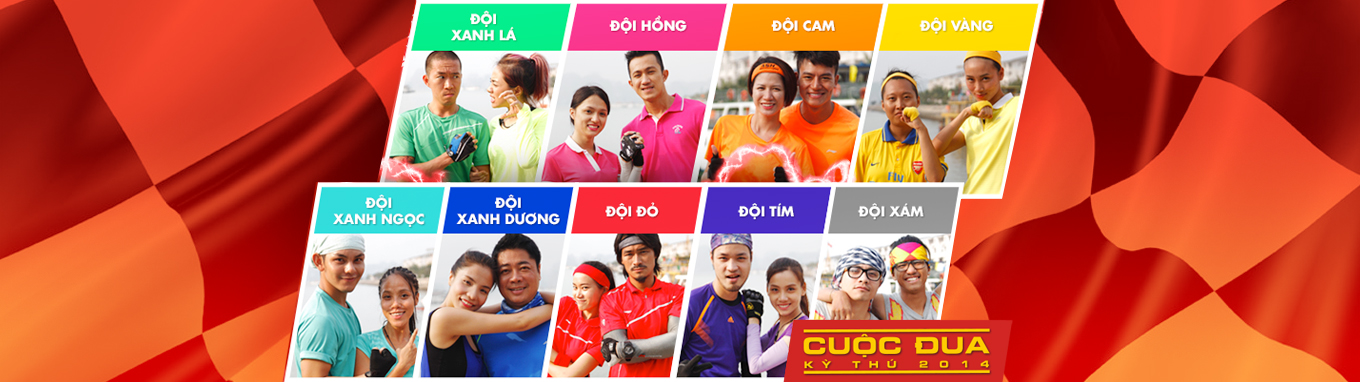 ĐỘI
XANH LÁ
ĐỘI HỒNG
ĐỘI CAM
ĐỘI VÀNG
ĐỘI
XANH NGỌC
ĐỘI
XANH DƯƠNG
ĐỘI ĐỎ
ĐỘI TÍM
ĐỘI XÁM
CUỘC ĐUA
KỲ THÚ 2014